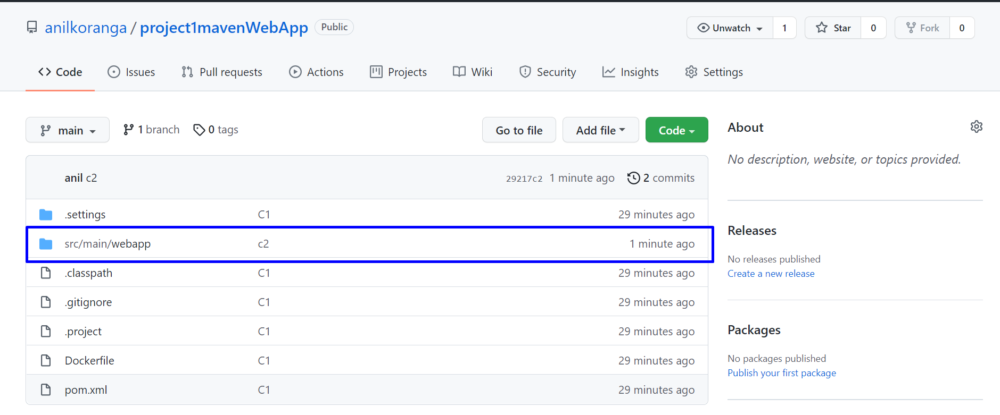 anilkoranga / project1mavenWebApp Public
Unwatch 1 Star 0 Fork 0
Code Issues Pull requests Actions Projects Wiki Security Insights Settings
main 1 branch 0 tags Go to file Add file Code
anil c2 29217c2 1 minute ago 2 commits
.settings C1 29 minutes ago
src/main/webapp c2 1 minute ago
.classpath C1 29 minutes ago
.gitignore C1 29 minutes ago
.project C1 29 minutes ago
Dockerfile C1 29 minutes ago
pom.xml C1 29 minutes ago
About
No description, website, or topics provided.
Releases
No releases published
Create a new release
Packages
No packages published
Publish your first package